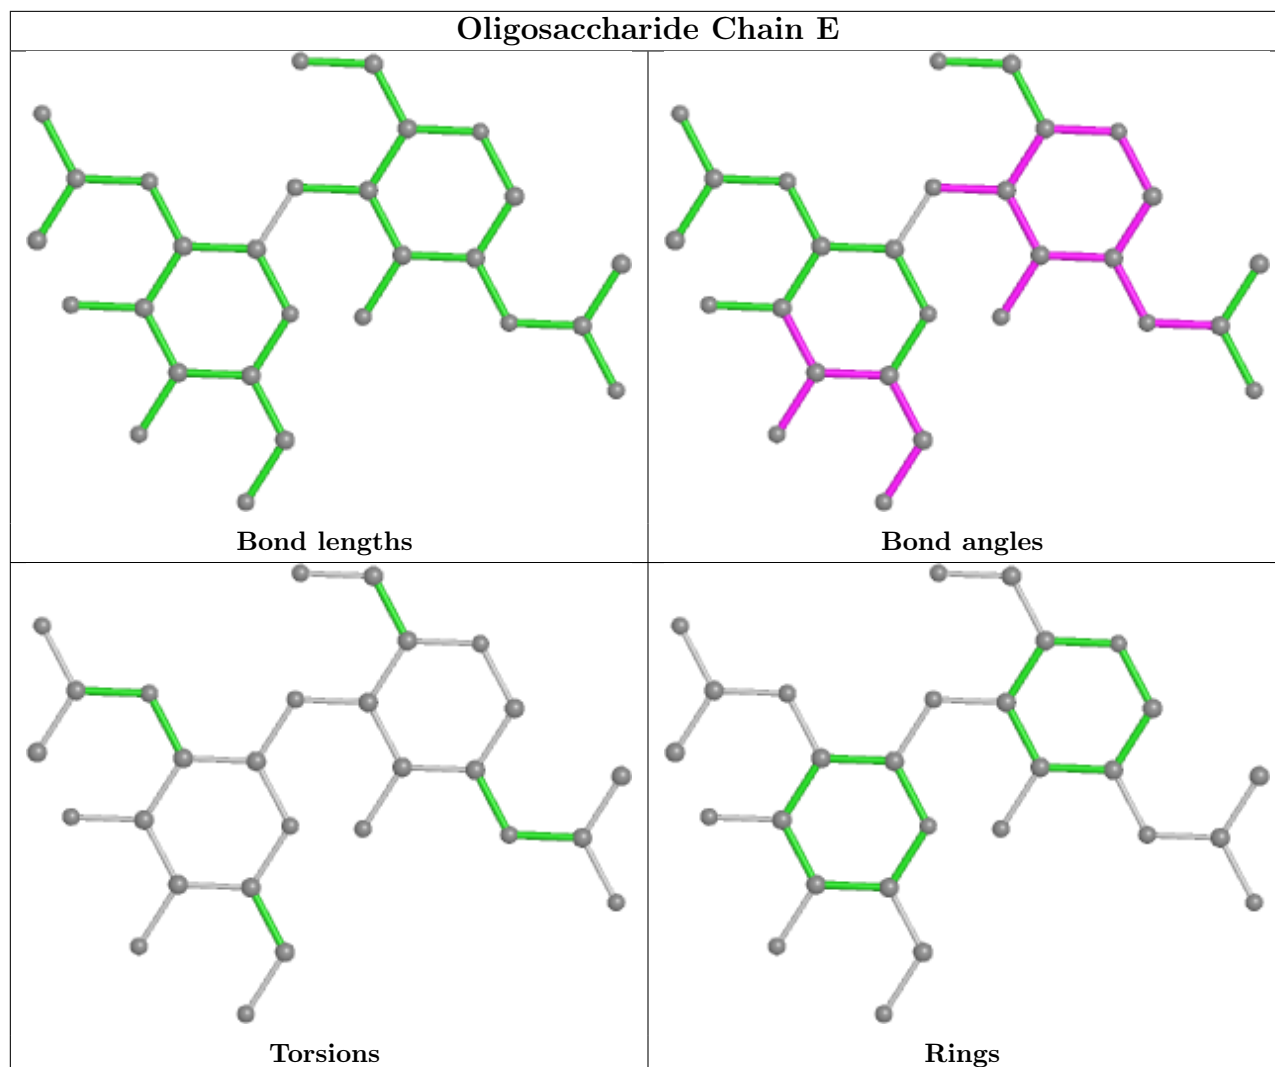 Oligosaccharide Chain E
Bond lengths
Bond angles
Torsions
Rings